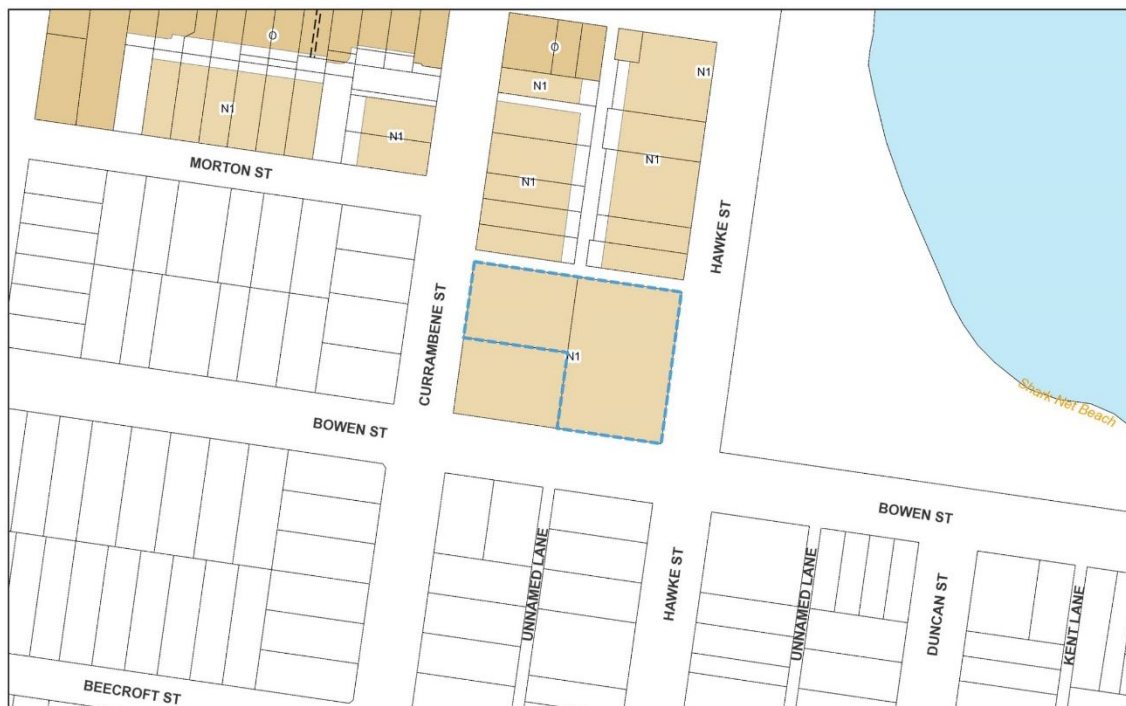 O
O
N1
N1
N1
N1
N1
N1
MORTON ST
HAWKE ST
CURRAMBENE ST
N1
Shark Net Beach
BOWEN ST
BOWEN ST
UNNAMED LANE
HAWKE ST
UNNAMED LANE
DUNCAN ST
KENT LANE
BEECROFT ST